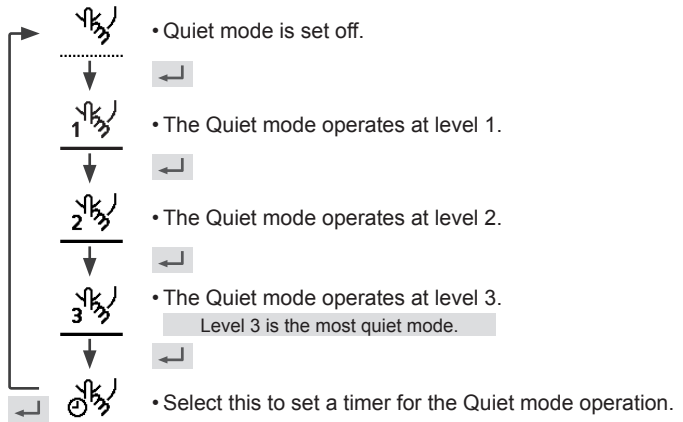 • Quiet mode is set off.
1
• The Quiet mode operates at level 1.
2
• The Quiet mode operates at level 2.
3
• The Quiet mode operates at level 3.
Level 3 is the most quiet mode.
• Select this to set a timer for the Quiet mode operation.